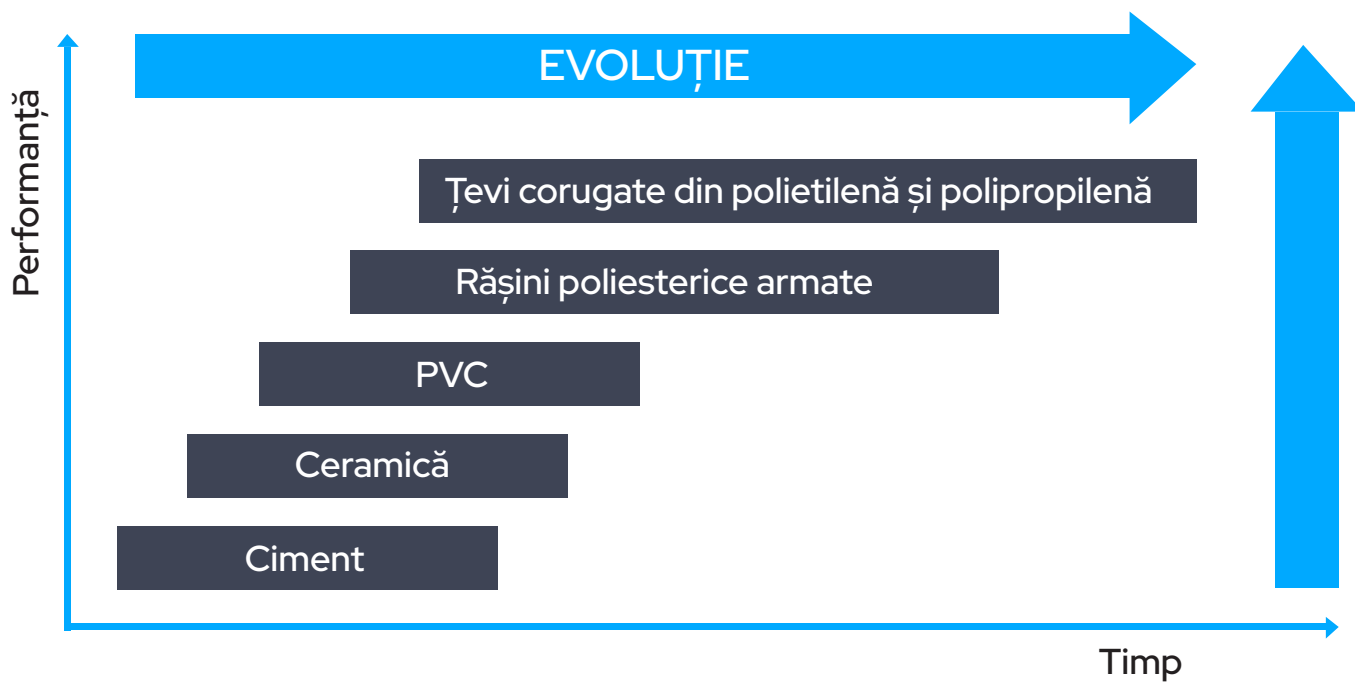 EVOLUȚIE
Performanță
Țevi corugate din polietilenă și polipropilenă
Rășini poliesterice armate
PVC
Ceramică
Ciment
Timp